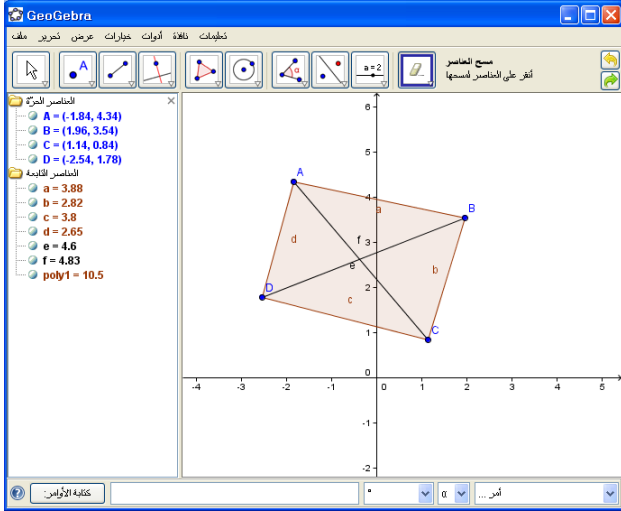 GeoGebra
ملف تحرير عرض خيارات أدوات نافذة تعليمات
A
α
a = 2
مسح العناصر
أنقر على العناصر لمسحها
العناصر الحرّة
A = (-1.84, 4.34)
B = (1.96, 3.54)
C = (1.14, 0.84)
D = (-2.54, 1.78)
العناصر التابعة
a = 3.88
b = 2.82
c = 3.8
d = 2.65
e = 4.6
f = 4.83
poly1 = 10.5
6
5
4
3
2
1
0
-1
-2
-4 -3 -2 -1 0 1 2 3 4 5
A
B
C
D
a
b
c
d
e
f
كتابة الأوامر:
°
α
أمر ...